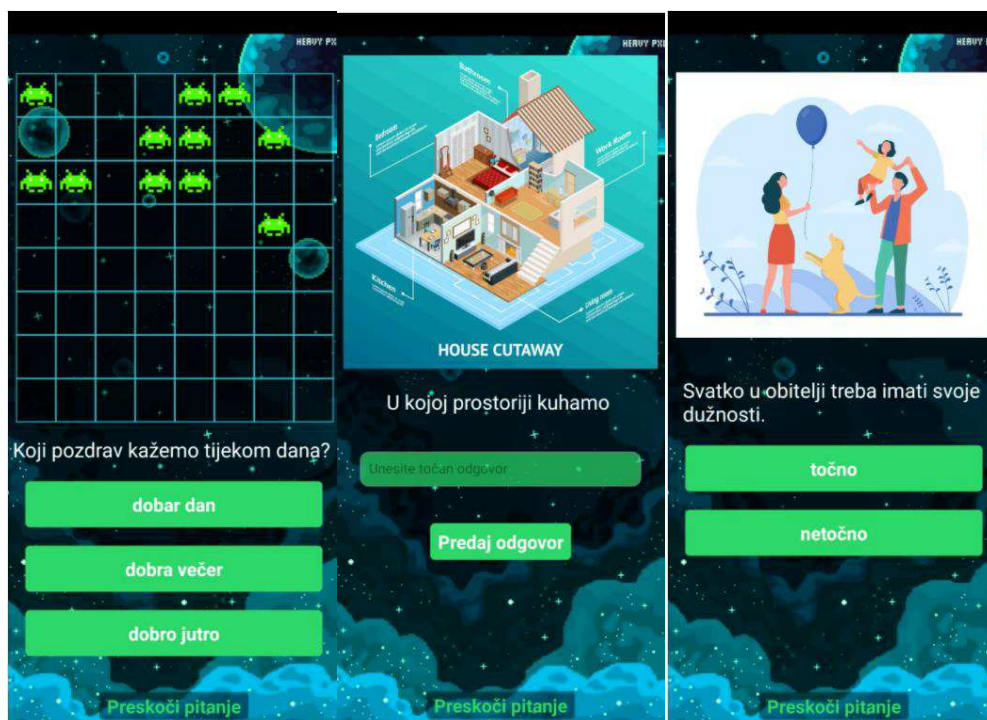 HEAVY PX
Koji pozdrav kažemo tijekom dana?
dobar dan
dobra večer
dobro jutro
Preskoči pitanje
HEAVY PX
Bathroom
Bedroom
Work Room
Kitchen
Living room
HOUSE CUTAWAY
U kojoj prostoriji kuhamo
Unesite točan odgovor
Predaj odgovor
Preskoči pitanje
HEAVY
Svatko u obitelji treba imati svoje
dužnosti.
točno
netočno
Preskoči pitanje